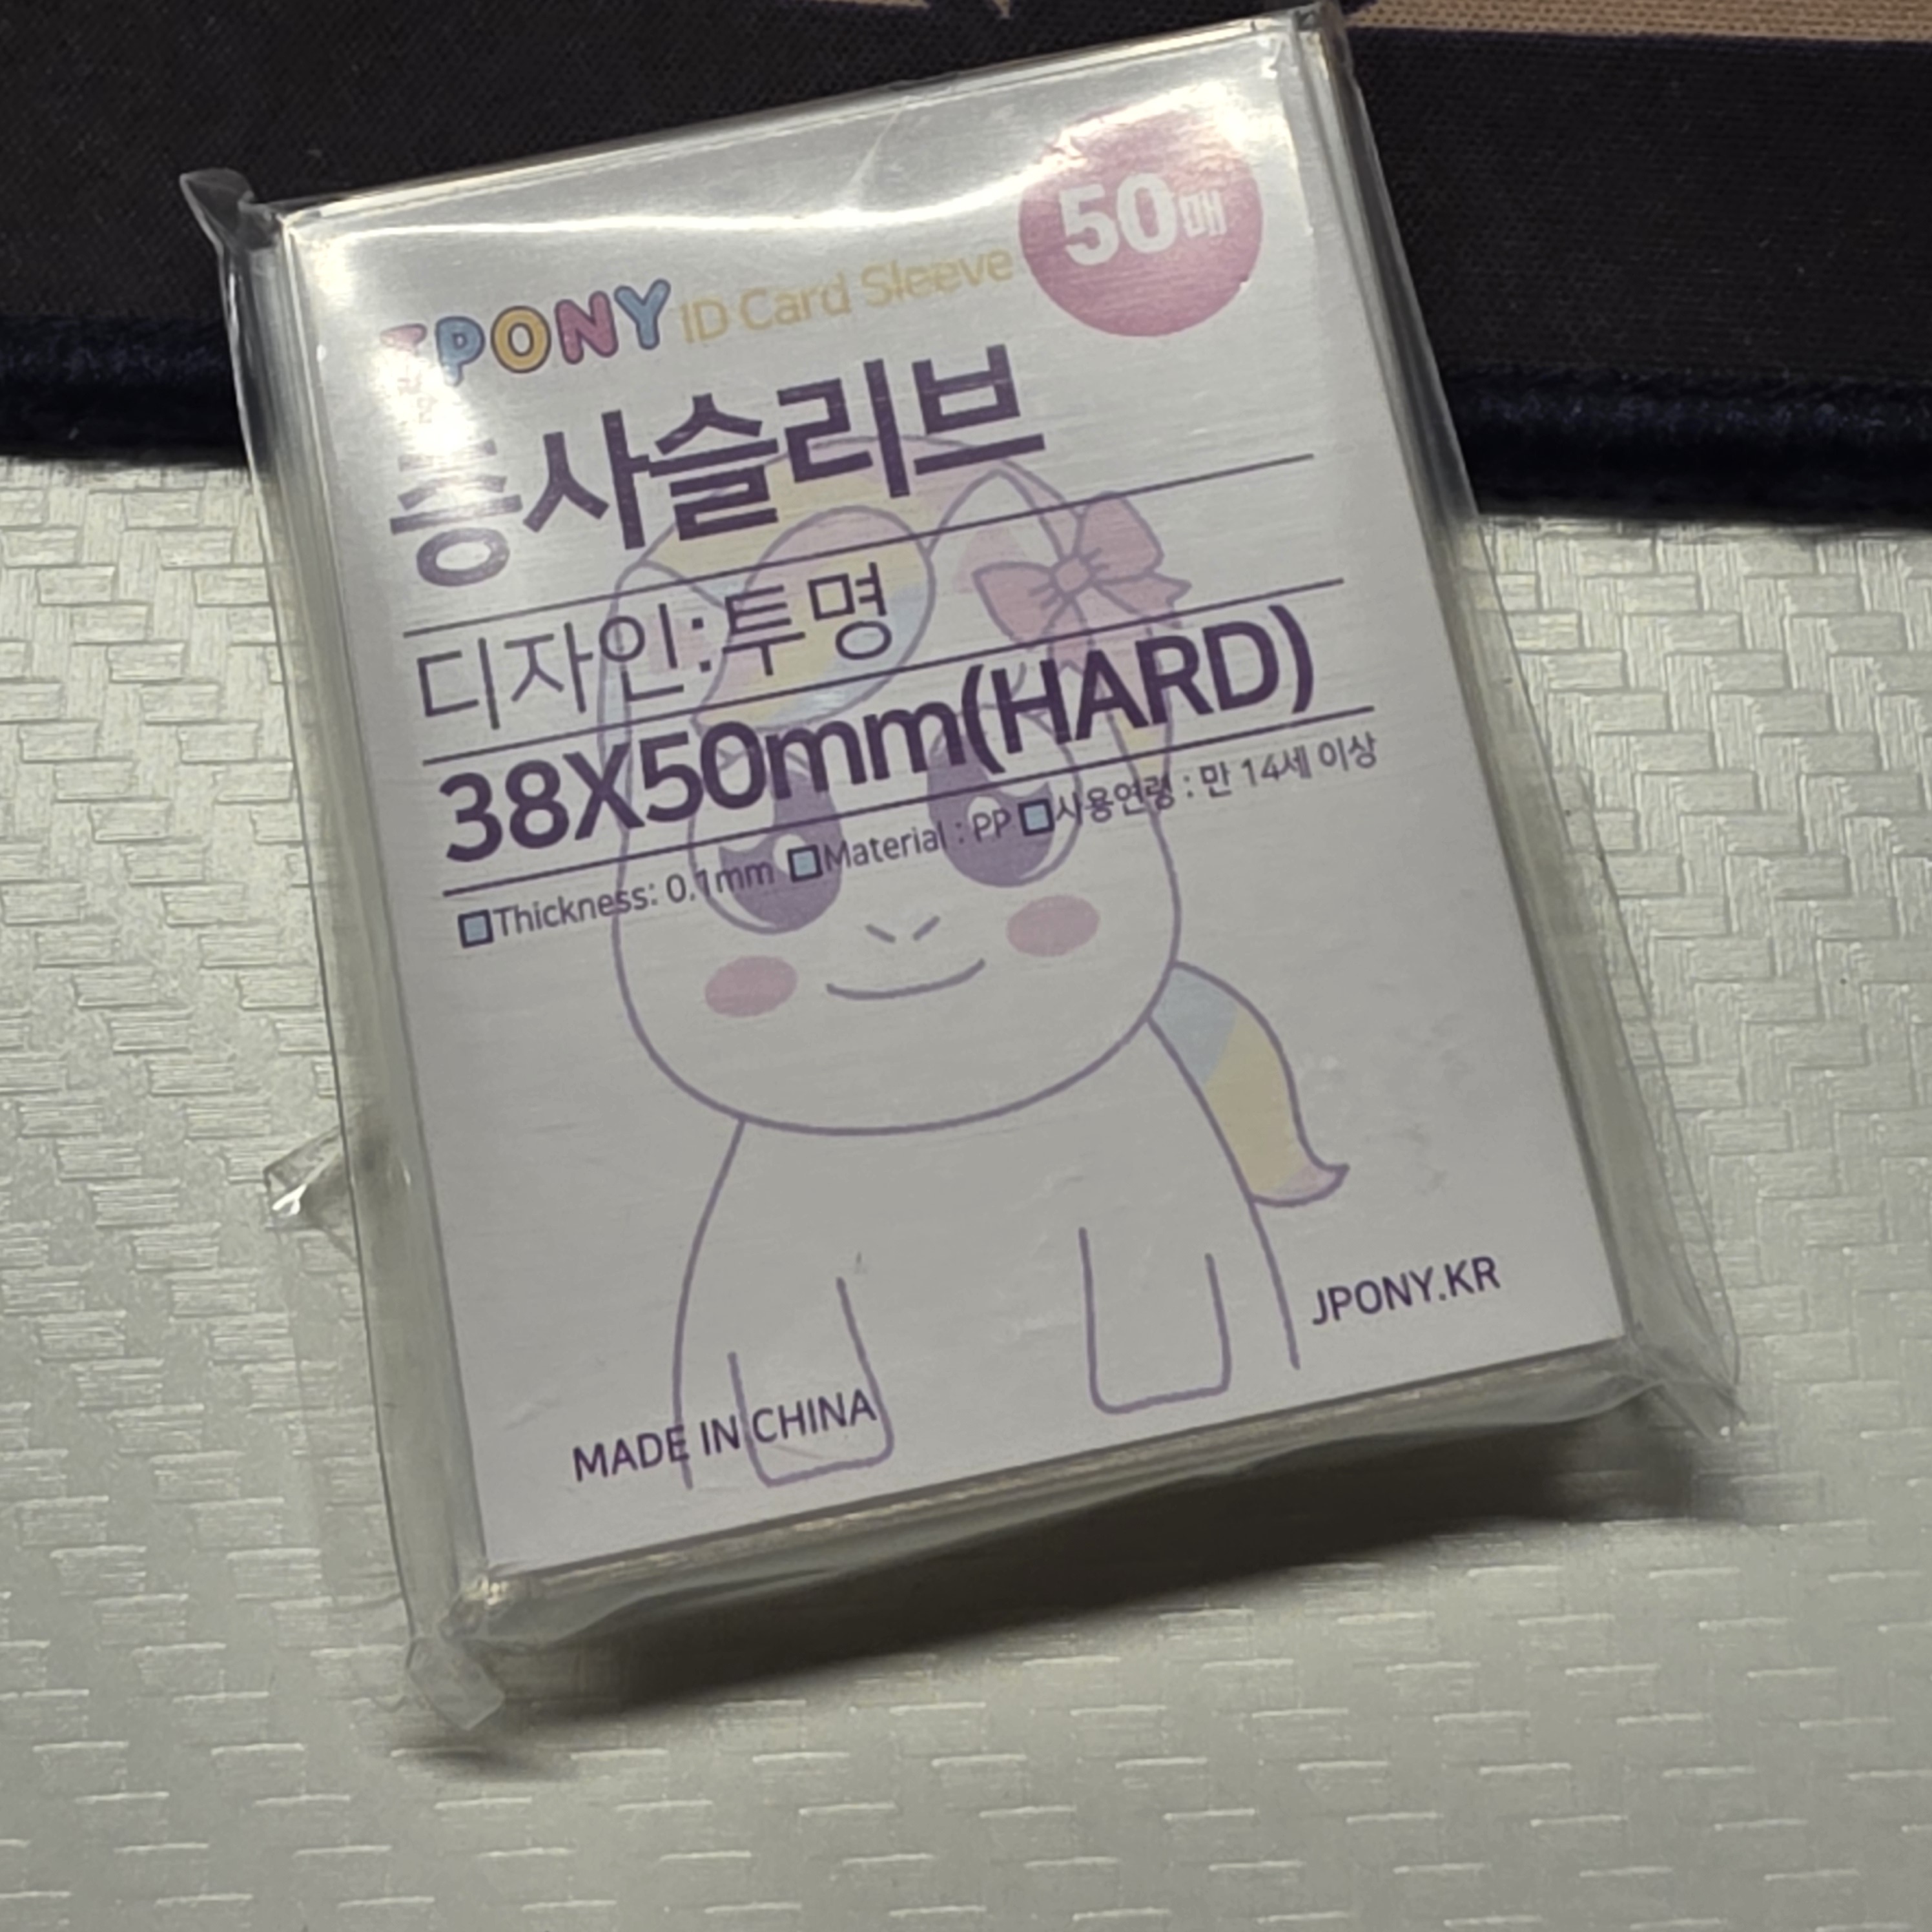 50매
JPONY ID Card Sleeve
증사슬리브
디자인:투명
38X50mm(HARD)
Thickness: 0.1mm Material : PP 사용연령 : 만 14세 이상
JPONY.KR
MADE IN CHINA